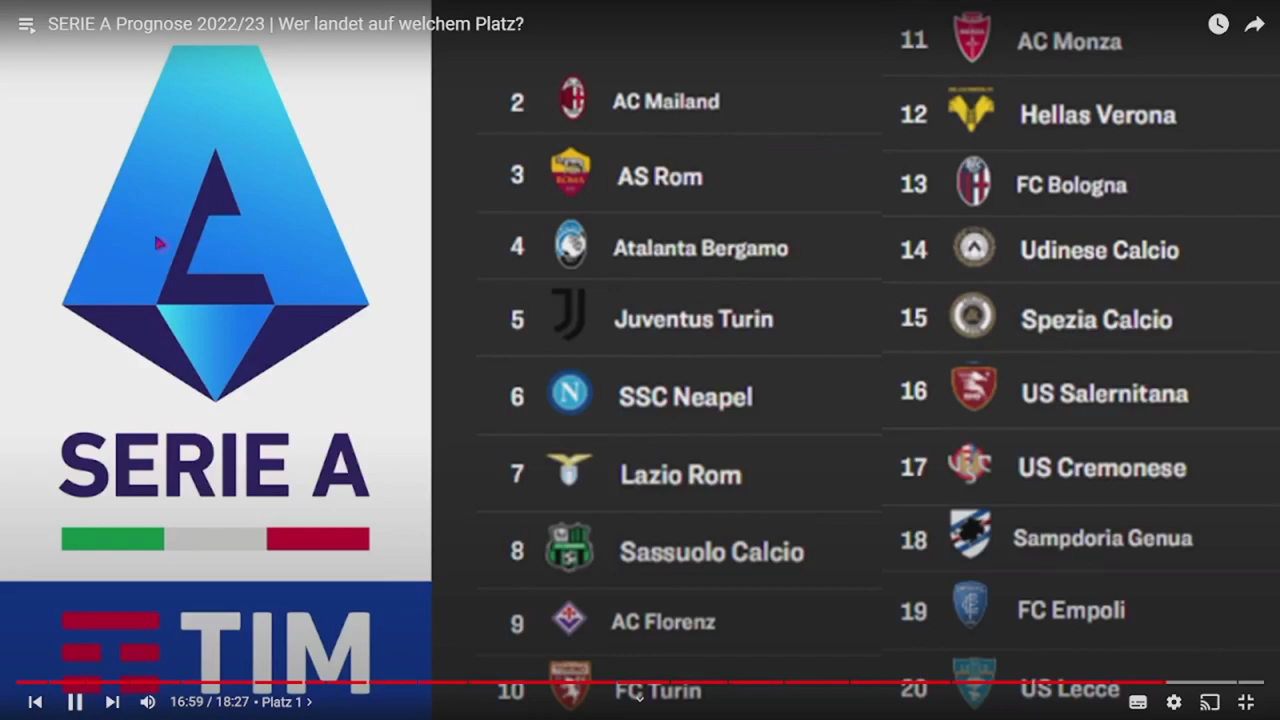 SERIE A Prognose 2022/23 | Wer landet auf welchem Platz?
SERIE A
TIM
2 AC Mailand
3 AS Rom
4 Atalanta Bergamo
5 Juventus Turin
6 SSC Neapel
7 Lazio Rom
8 Sassuolo Calcio
9 AC Florenz
10 FC Turin
11 AC Monza
12 Hellas Verona
13 FC Bologna
14 Udinese Calcio
15 Spezia Calcio
16 US Salernitana
17 US Cremonese
18 Sampdoria Genua
19 FC Empoli
20 US Lecce
16:59 / 18:27 • Platz 1 >